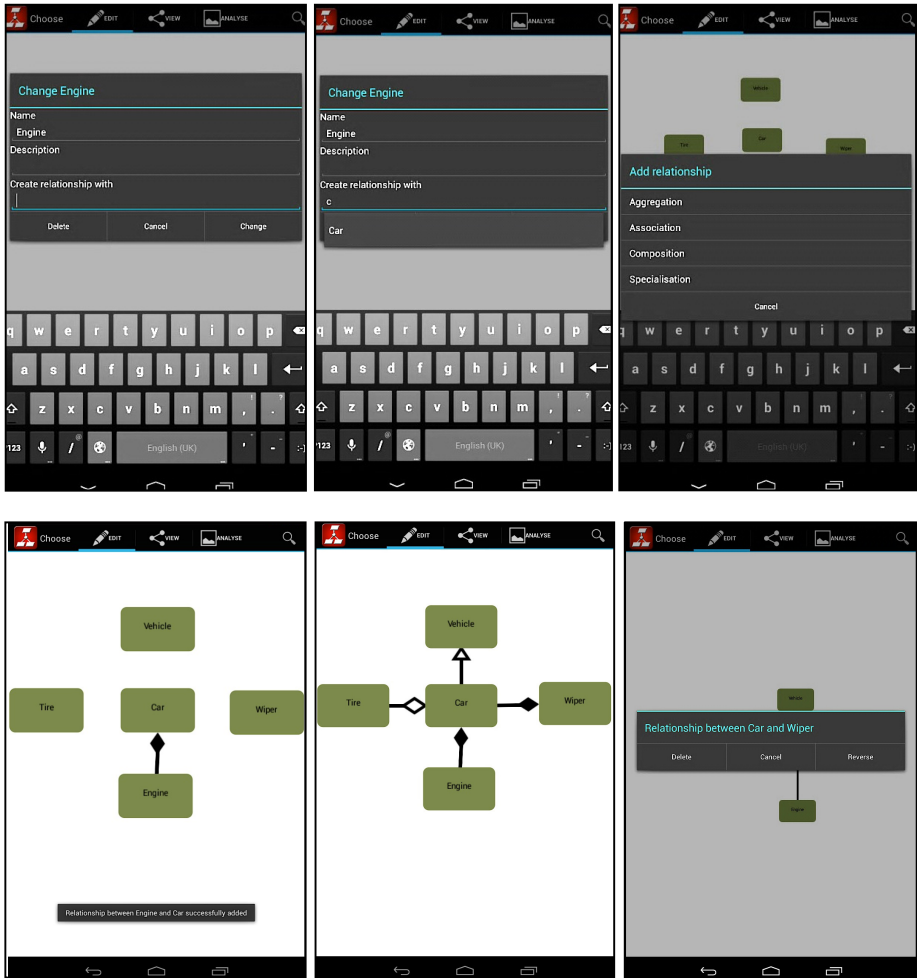 Choose EDIT VIEW ANALYSE
Change Engine
Name
Engine
Description
Create relationship with
Delete Cancel Change
q w e r t y u i o p
a s d f g h j k l
z x c v b n m , ! . ?
?123 / @ English (UK) ' - _ :-)
Choose EDIT VIEW ANALYSE
Change Engine
Name
Engine
Description
Create relationship with
c
Car
q w e r t y u i o p
a s d f g h j k l
z x c v b n m , ! . ?
?123 / @ English (UK) ' - _ :-)
Choose EDIT VIEW ANALYSE
Vehicle
Tire Car Wiper
Add relationship
Aggregation
Association
Composition
Specialisation
Cancel
q w e r t y u i o p
a s d f g h j k l
z x c v b n m , .
?123 / English (UK) ' - :-)
Choose EDIT VIEW ANALYSE
Vehicle
Tire Car Wiper
Engine
Relationship between Engine and Car successfully added
Choose EDIT VIEW ANALYSE
Vehicle
Tire Car Wiper
Engine
Choose EDIT VIEW ANALYSE
Vehicle
Relationship between Car and Wiper
Delete Cancel Reverse
Engine